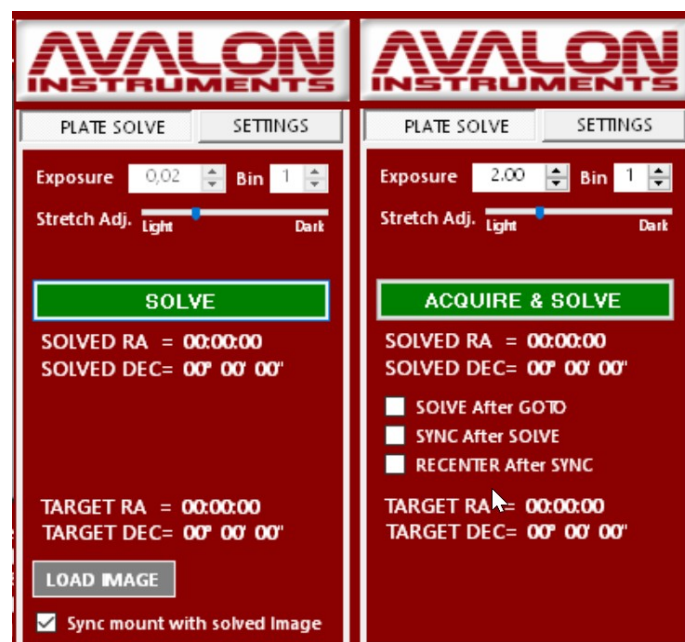 AVALON
INSTRUMENTS
PLATE SOLVE SETTINGS
Exposure 0,02 Bin 1
Stretch Adj. Light Dark
SOLVE
SOLVED RA = 00:00:00
SOLVED DEC= 00° 00' 00"
TARGET RA = 00:00:00
TARGET DEC= 00° 00' 00"
LOAD IMAGE
Sync mount with solved Image
AVALON
INSTRUMENTS
PLATE SOLVE SETTINGS
Exposure 2.00 Bin 1
Stretch Adj. Light Dark
ACQUIRE & SOLVE
SOLVED RA = 00:00:00
SOLVED DEC= 00° 00' 00"
SOLVE After GOTO
SYNC After SOLVE
RECENTER After SYNC
TARGET RA = 00:00:00
TARGET DEC= 00° 00' 00"